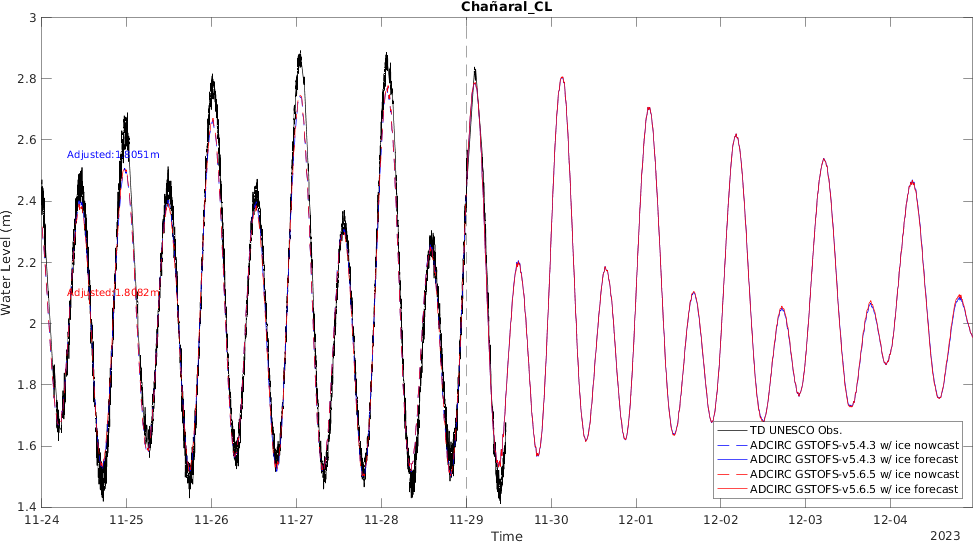 Chañaral_CL
3
2.8
2.6
2.4
2.2
2
1.8
1.6
1.4
Water Level (m)
Adjusted:1.8051m
Adjusted:1.8082m
TD UNESCO Obs.
ADCIRC GSTOFS-v5.4.3 w/ ice nowcast
ADCIRC GSTOFS-v5.4.3 w/ ice forecast
ADCIRC GSTOFS-v5.6.5 w/ ice nowcast
ADCIRC GSTOFS-v5.6.5 w/ ice forecast
11-24 11-25 11-26 11-27 11-28 11-29 11-30 12-01 12-02 12-03 12-04
Time
2023